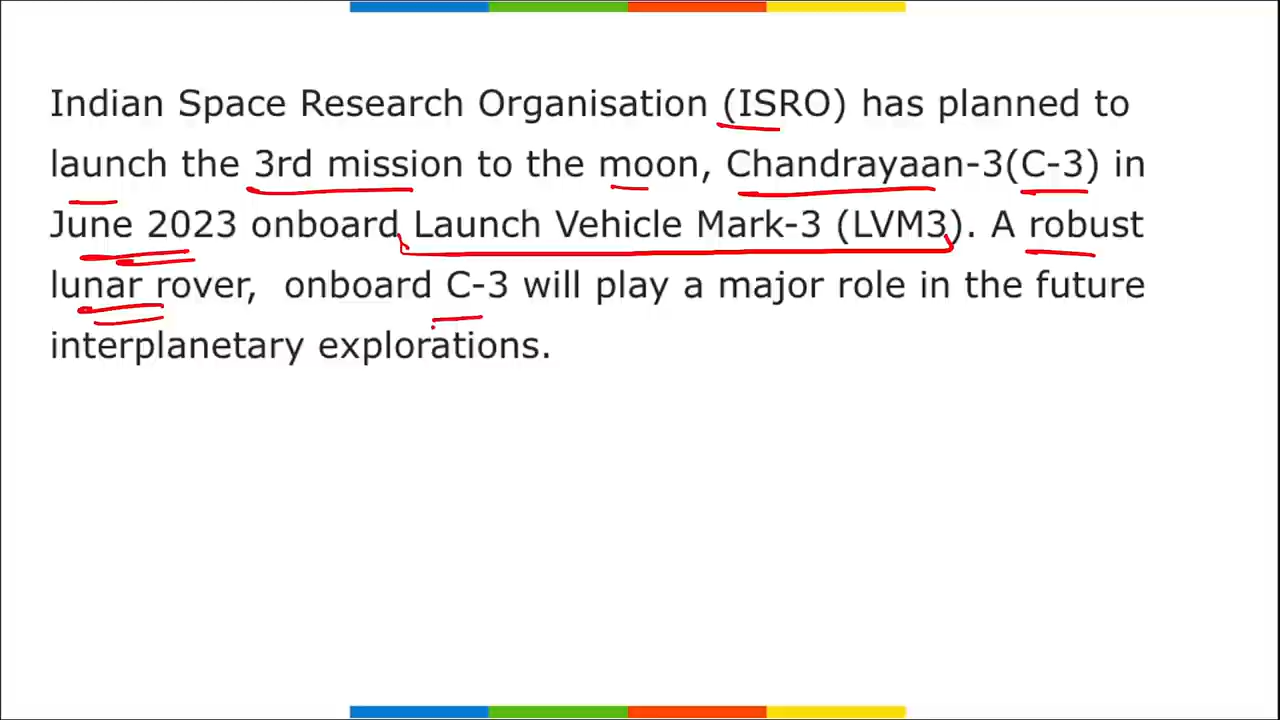 Indian Space Research Organisation (ISRO) has planned to
launch the 3rd mission to the moon, Chandrayaan-3(C-3) in
June 2023 onboard Launch Vehicle Mark-3 (LVM3). A robust
lunar rover, onboard C-3 will play a major role in the future
interplanetary explorations.